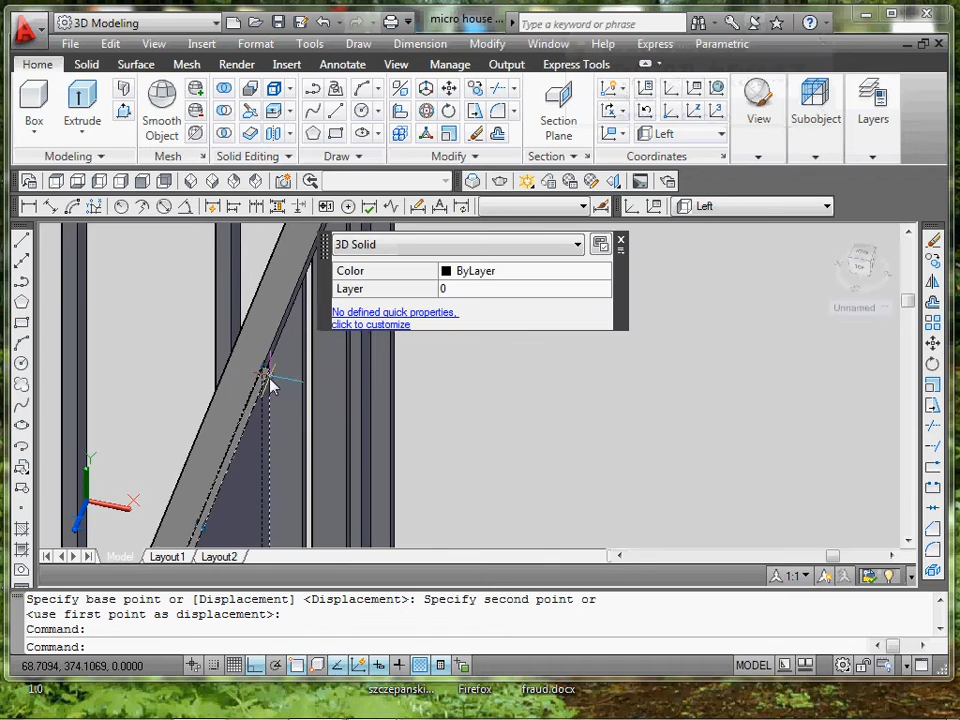 3D Modeling
micro house ...
Type a keyword or phrase
File Edit View Insert Format Tools Draw Dimension Modify Window Help Express Parametric
Home Solid Surface Mesh Render Insert Annotate View Manage Output Express Tools
Box
Extrude
Smooth
Object
Section
Plane
Left
View
Subobject
Layers
Modeling
Mesh
Solid Editing
Draw
Modify
Section
Coordinates
Left
3D Solid
Color ByLayer
Layer 0
No defined quick properties,
click to customize
TOP
Unnamed
Y
X
Model Layout1 Layout2
1:1
Specify base point or [Displacement] <Displacement>: Specify second point or
<use first point as displacement>:
Command:
Command:
68.7094, 374.1069, 0.0000
MODEL
1.0
szczepanski...
Firefox
fraud.docx